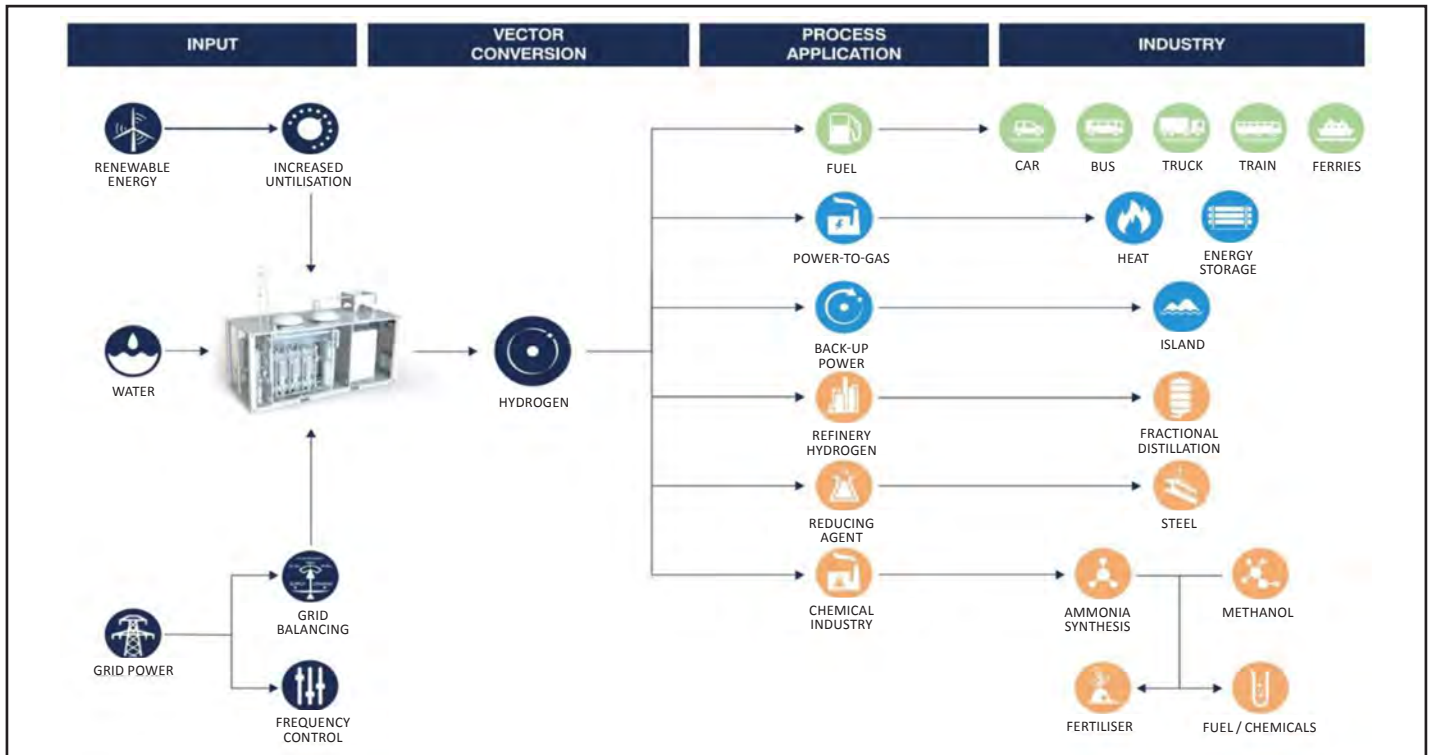 INPUT
VECTOR
CONVERSION
PROCESS
APPLICATION
INDUSTRY
RENEWABLE
ENERGY
INCREASED
UNTILISATION
FUEL
CAR
BUS
TRUCK
TRAIN
FERRIES
POWER-TO-GAS
HEAT
ENERGY
STORAGE
WATER
HYDROGEN
BACK-UP
POWER
ISLAND
REFINERY
HYDROGEN
FRACTIONAL
DISTILLATION
REDUCING
AGENT
STEEL
GRID POWER
GRID
BALANCING
FREQUENCY
CONTROL
CHEMICAL
INDUSTRY
AMMONIA
SYNTHESIS
METHANOL
FERTILISER
FUEL / CHEMICALS